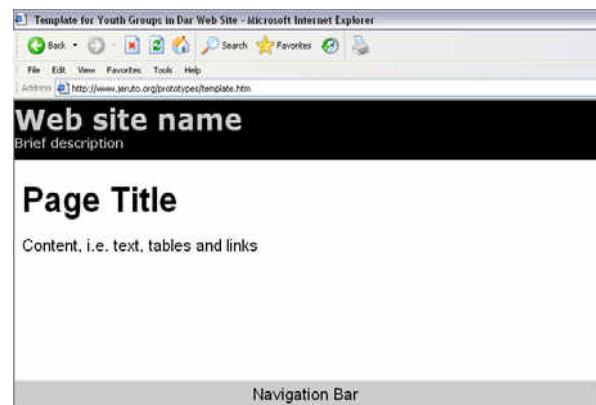 Template for Youth Groups in Dar Web Site - Microsoft Internet Explorer
Back Search Favorites
File Edit View Favorites Tools Help
Address http://www.jeruto.org/prototypes/template.htm
Web site name
Brief description
Page Title
Content, i.e. text, tables and links
Navigation Bar